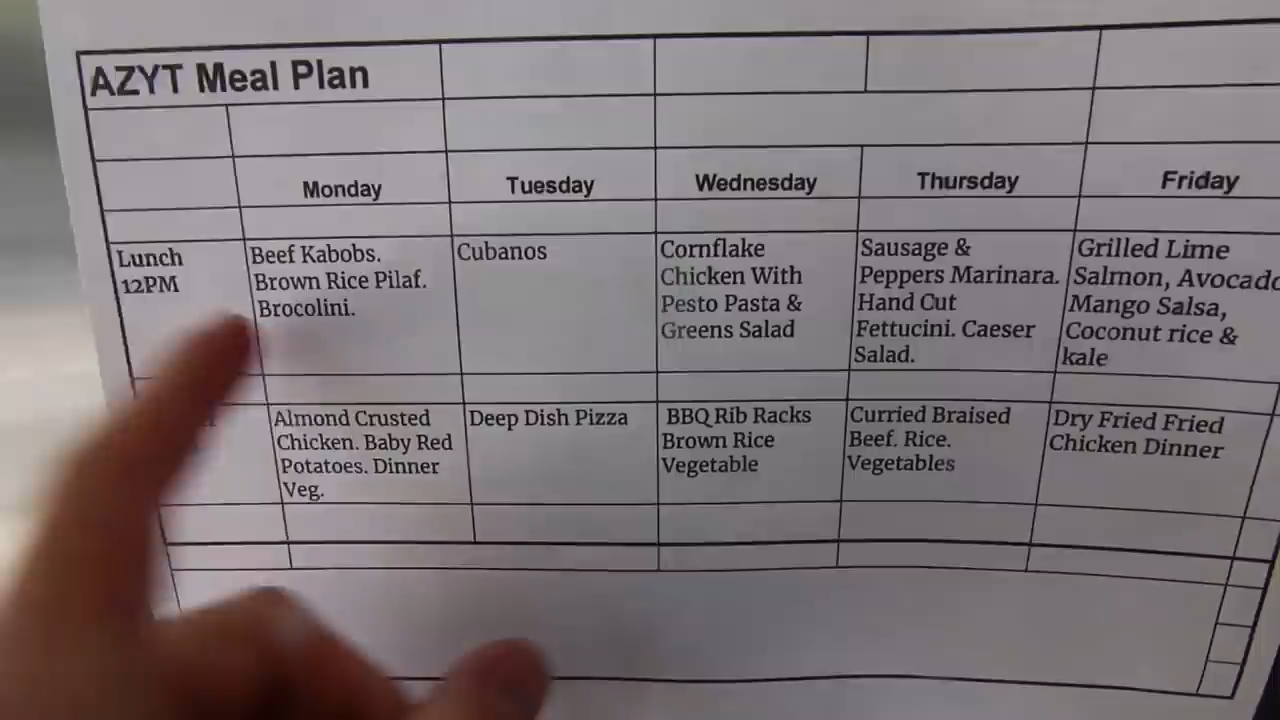 AZYT Meal Plan
Monday Tuesday Wednesday Thursday Friday
Lunch
12PM
Beef Kabobs.
Brown Rice Pilaf.
Brocolini.
Cubanos
Cornflake
Chicken With
Pesto Pasta &
Greens Salad
Sausage &
Peppers Marinara.
Hand Cut
Fettucini. Caeser
Salad.
Grilled Lime
Salmon, Avocado
Mango Salsa,
Coconut rice &
kale
Almond Crusted
Chicken. Baby Red
Potatoes. Dinner
Veg.
Deep Dish Pizza
BBQ Rib Racks
Brown Rice
Vegetable
Curried Braised
Beef. Rice.
Vegetables
Dry Fried Fried
Chicken Dinner